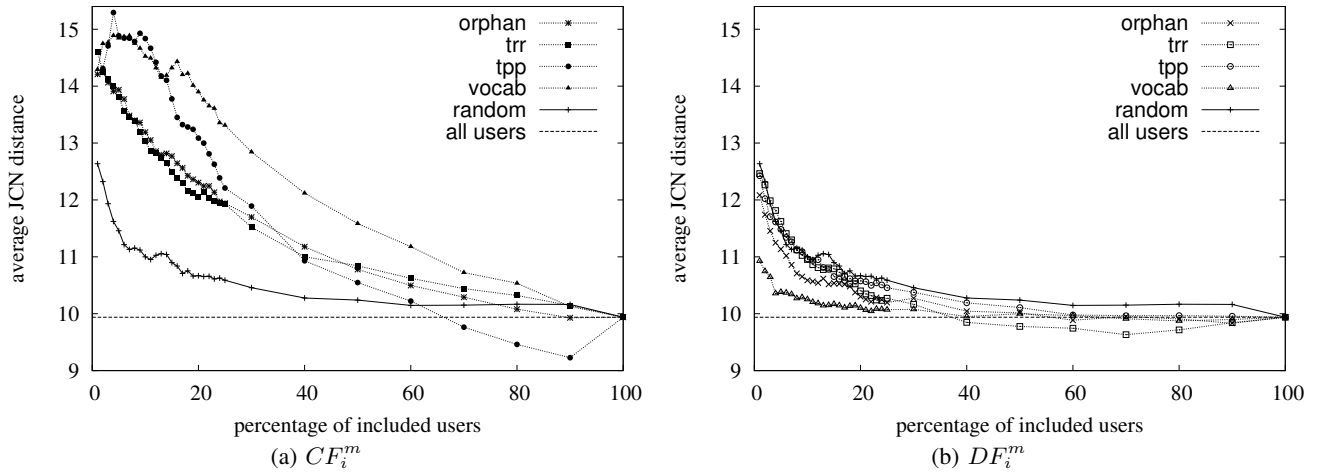 15
14
13
12
11
10
9
average JCN distance
0 20 40 60 80 100
percentage of included users
orphan
trr
tpp
vocab
random
all users
(a) CF_i^m
15
14
13
12
11
10
9
average JCN distance
0 20 40 60 80 100
percentage of included users
orphan
trr
tpp
vocab
random
all users
(b) DF_i^m